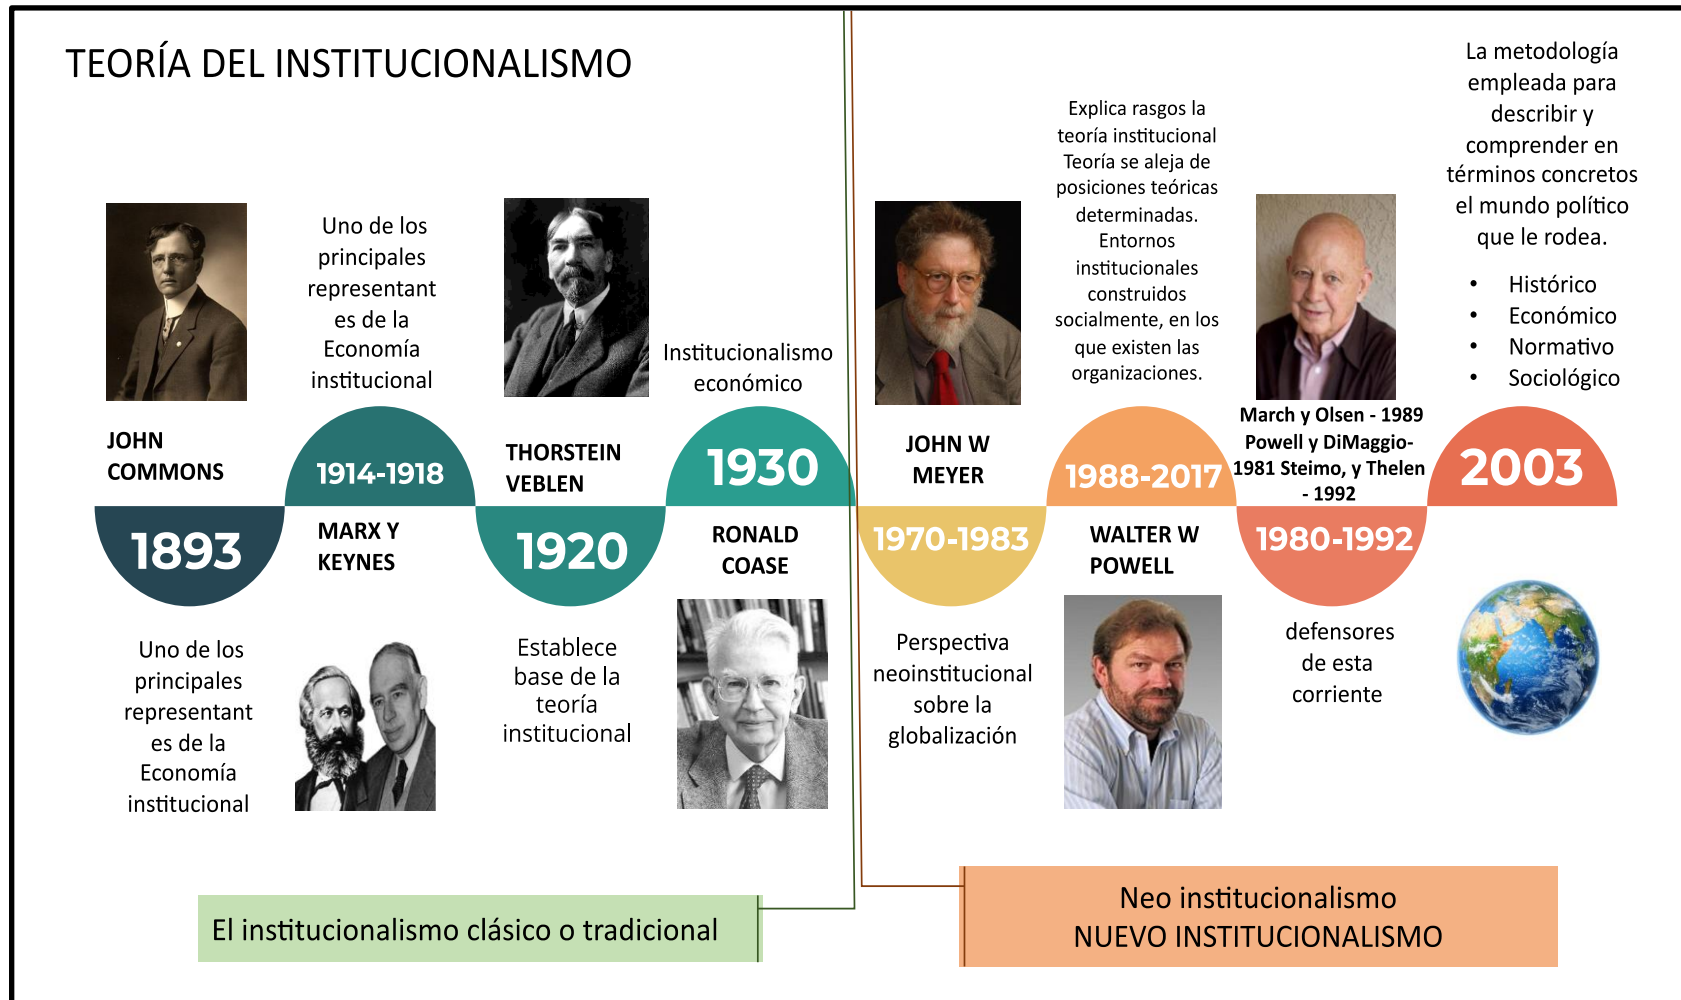 TEORÍA DEL INSTITUCIONALISMO
JOHN
COMMONS
1893
Uno de los
principales
representant
es de la
Economía
institucional
Uno de los
principales
representant
es de la
Economía
institucional
1914-1918
MARX Y
KEYNES
THORSTEIN
VEBLEN
1920
Establece
base de la
teoría
institucional
Institucionalismo
económico
1930
RONALD
COASE
JOHN W
MEYER
1970-1983
Perspectiva
neoinstitucional
sobre la
globalización
Explica rasgos la
teoría institucional
Teoría se aleja de
posiciones teóricas
determinadas.
Entornos
institucionales
construidos
socialmente, en los
que existen las
organizaciones.
1988-2017
WALTER W
POWELL
March y Olsen - 1989
Powell y DiMaggio-
1981 Steimo, y Thelen
- 1992
1980-1992
defensores
de esta
corriente
La metodología
empleada para
describir y
comprender en
términos concretos
el mundo político
que le rodea.
• Histórico
• Económico
• Normativo
• Sociológico
2003
El institucionalismo clásico o tradicional
Neo institucionalismo
NUEVO INSTITUCIONALISMO